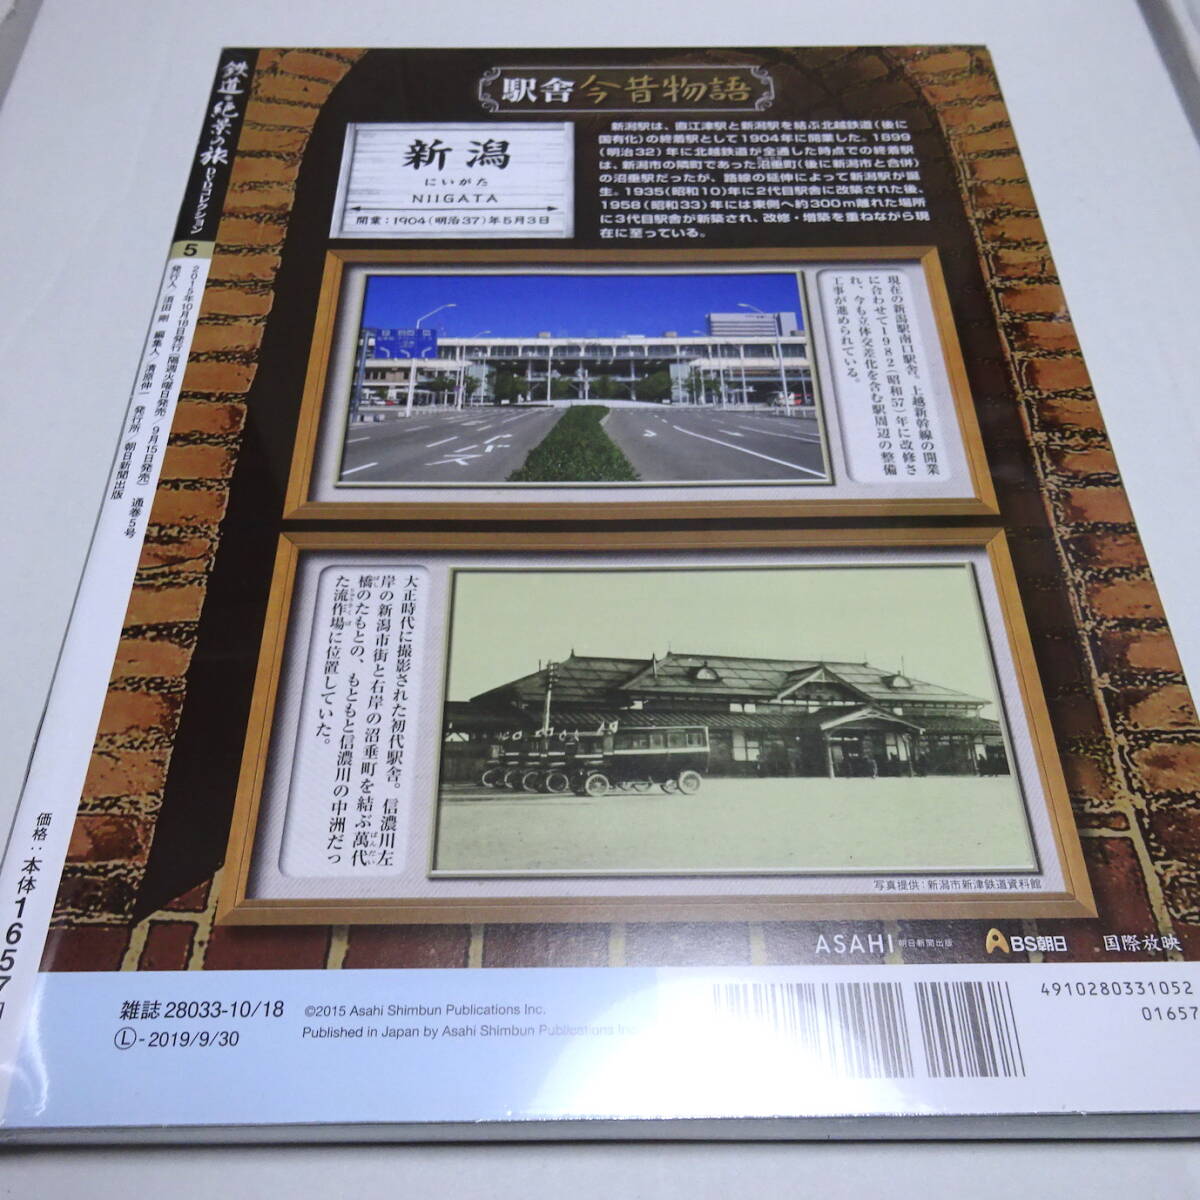 駅舎今昔物語
新潟
にいがた
NIIGATA
開業：1904(明治37)年5月3日
新潟駅は、直江津駅と新潟駅を結ぶ北越鉄道(後に
国有化)の終着駅として1904年に開業した。1899
(明治32)年に北越鉄道が全通した時点での終着駅
は、新潟市の隣町であった沼垂町(後に新潟市と合併)
の沼垂駅だったが、路線の延伸によって新潟駅が誕
生。1935(昭和10)年に2代目駅舎に改築された後、
1958(昭和33)年には東側へ約300m離れた場所
に3代目駅舎が新築され、改修・増築を重ねながら現
在に至っている。
現在の新潟駅南口駅舎。上越新幹線の開業
に合わせて1982(昭和57)年に改修さ
れ、今も立体交差化を含む駅周辺の整備
工事が進められている。
大正時代に撮影された初代駅舎。信濃川左
岸の新潟市街と右岸の沼垂町を結ぶ萬代
ばんだい
橋のたもとの、もともと信濃川の中洲だっ
ばし
た流作場に位置していた。
写真提供：新潟市新津鉄道資料館
ASAHI 朝日新聞出版
BS朝日
国際放映
鉄道・絶景の旅 DVDコレクション
5
2015年10月18日発行(隔週火曜日発売／9月15日発売) 通巻5号
発行人／須田 剛 編集人／清原伸一 発行所／朝日新聞出版
価格：本体1657円
雑誌 28033-10/18
Ⓛ-2019/9/30
©2015 Asahi Shimbun Publications Inc.
Published in Japan by Asahi Shimbun Publications Inc.
4910280331052
01657